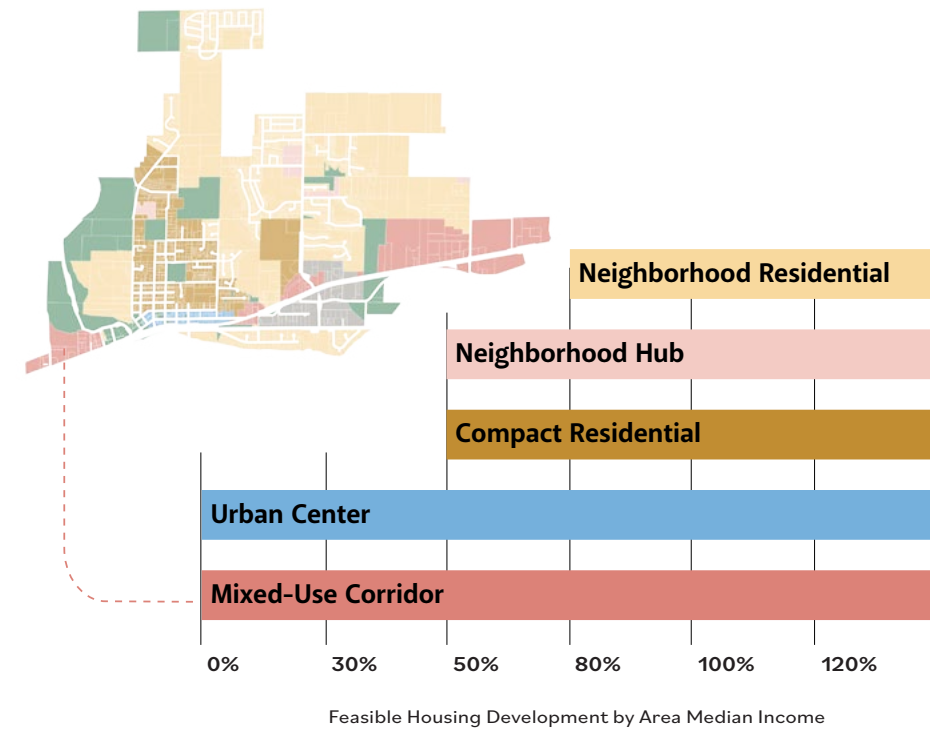 Neighborhood Residential
Neighborhood Hub
Compact Residential
Urban Center
Mixed-Use Corridor
0% 30% 50% 80% 100% 120%
Feasible Housing Development by Area Median Income